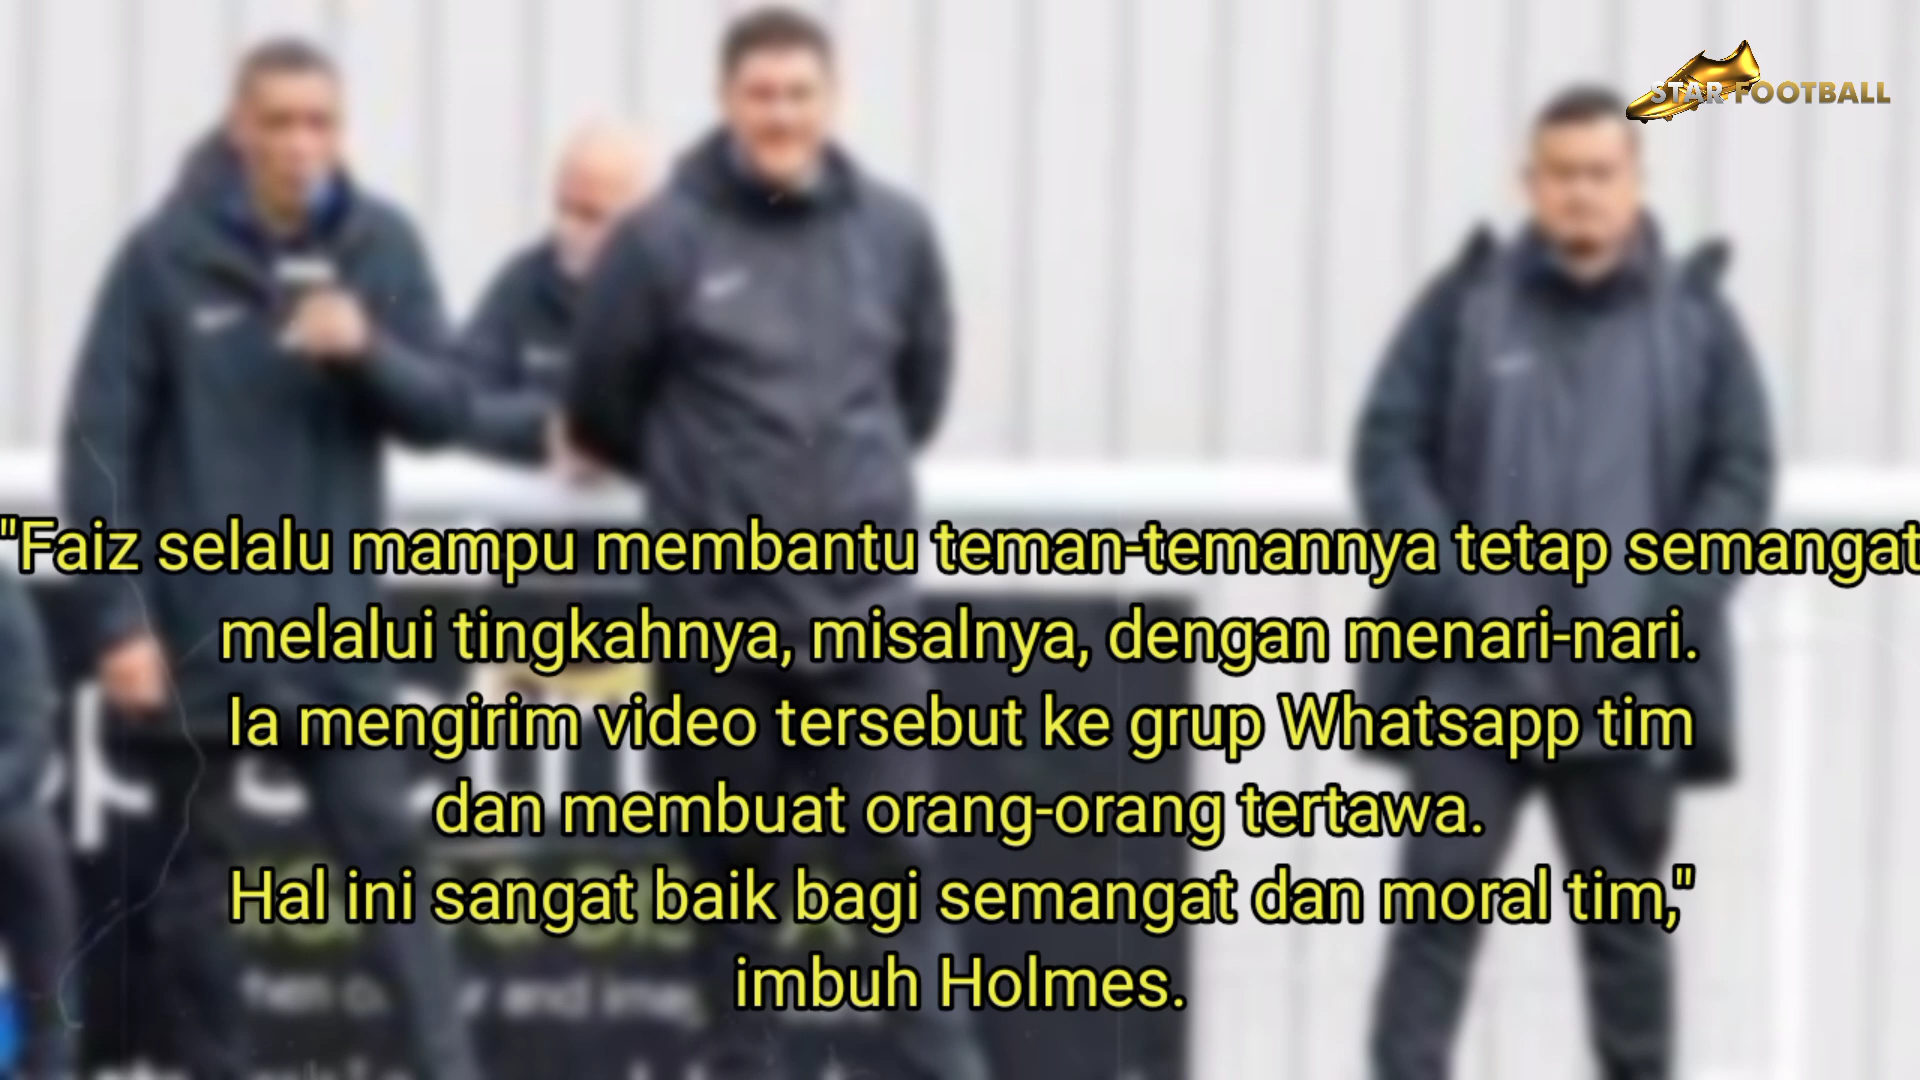 STAR FOOTBALL
"Faiz selalu mampu membantu teman-temannya tetap semangat
melalui tingkahnya, misalnya, dengan menari-nari.
Ia mengirim video tersebut ke grup Whatsapp tim
dan membuat orang-orang tertawa.
Hal ini sangat baik bagi semangat dan moral tim,"
imbuh Holmes.